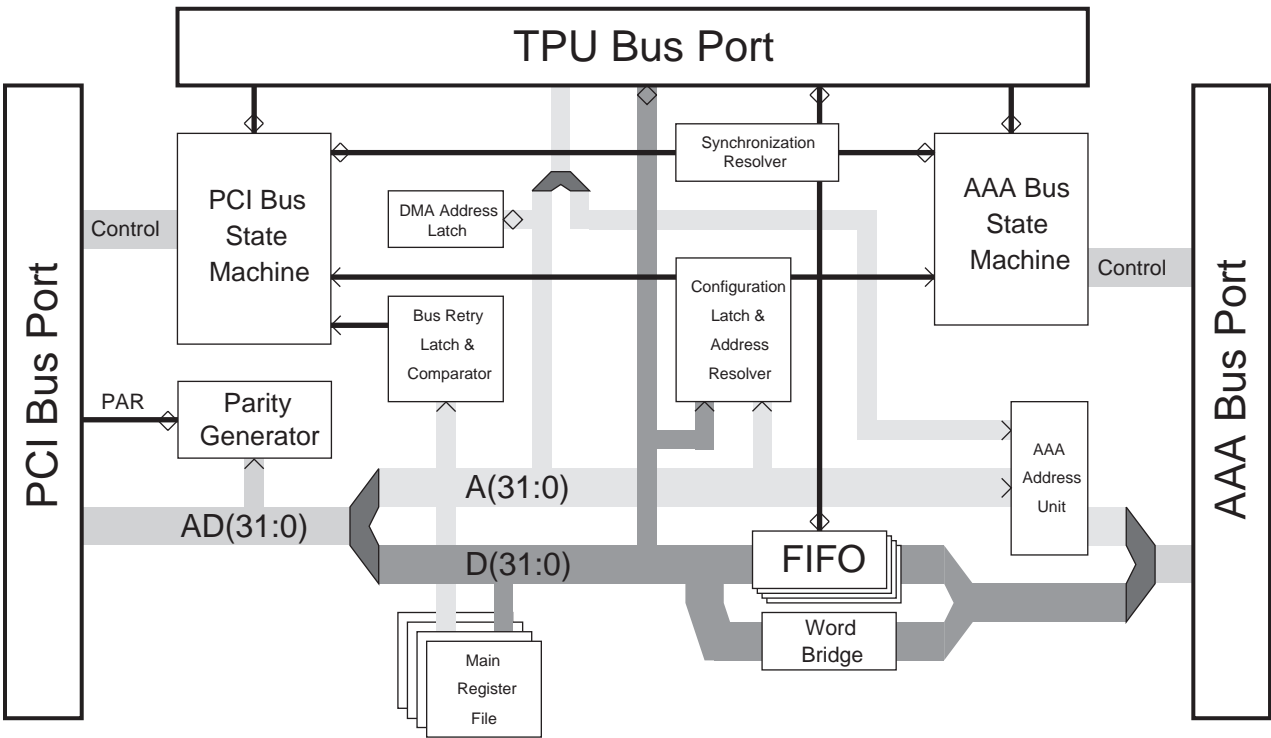 TPU Bus Port
PCI Bus Port
AAA Bus Port
Synchronization
Resolver
PCI Bus
State
Machine
AAA Bus
State
Machine
DMA Address
Latch
Control
Control
Configuration
Latch &
Address
Resolver
Bus Retry
Latch &
Comparator
PAR
Parity
Generator
AAA
Address
Unit
A(31:0)
AD(31:0)
D(31:0)
FIFO
Word
Bridge
Main
Register
File